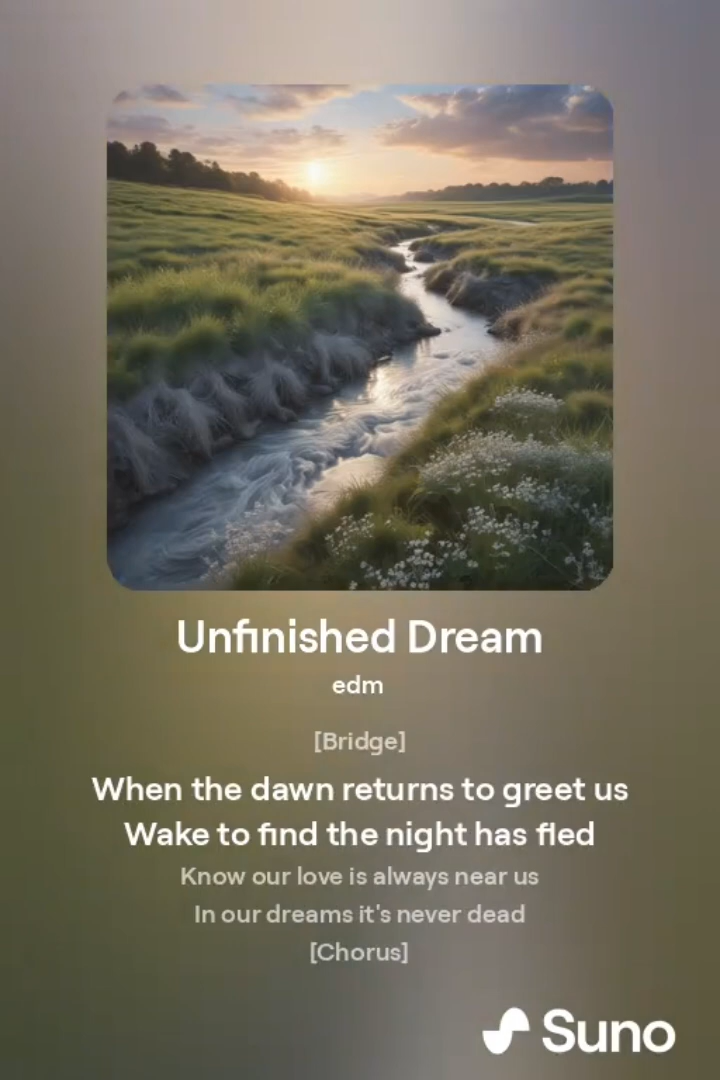 Unfinished Dream
edm
[Bridge]
When the dawn returns to greet us
Wake to find the night has fled
Know our love is always near us
In our dreams it's never dead
[Chorus]
Suno